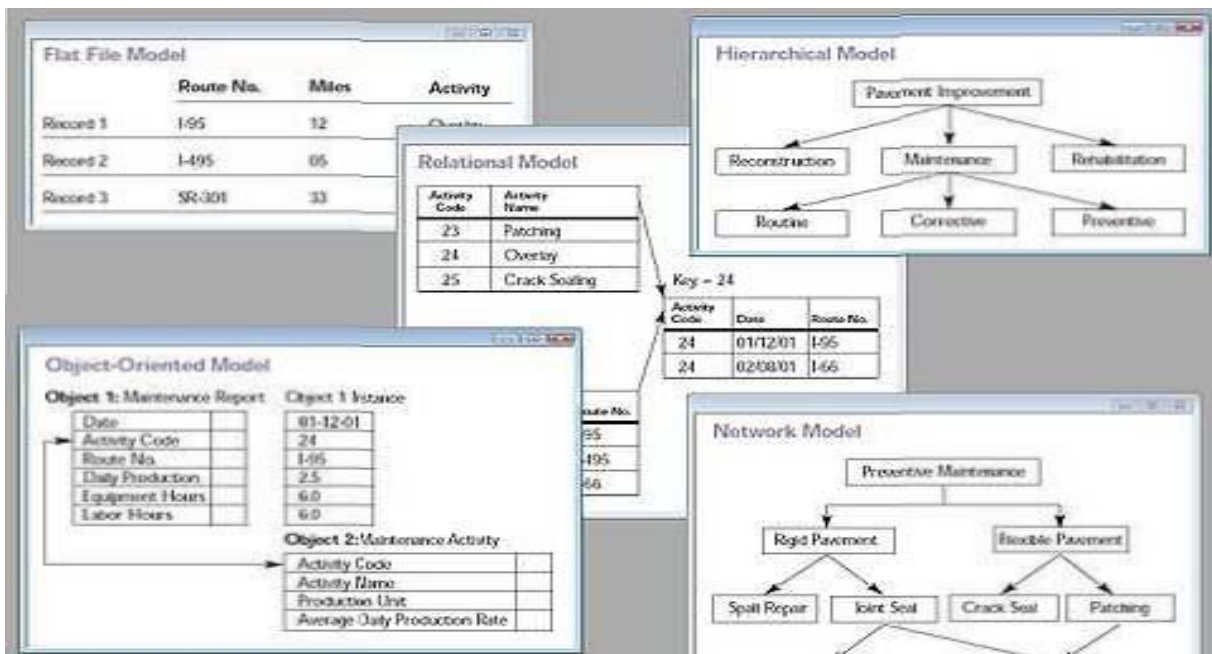 Flat File Model
Route No. Miles Activity
Record 1 I-95 12 Overlay
Record 2 I-495 05
Record 3 SR-301 33
Relational Model
Activity Code Activity Name
23 Patching
24 Overlay
25 Crack Sealing
Key = 24
Activity Code Date Route No.
24 01/12/01 I-95
24 02/08/01 I-66
Route No.
95
495
66
Hierarchical Model
Pavement Improvement
Reconstruction Maintenance Rehabilitation
Routine Corrective Preventive
Object-Oriented Model
Object 1: Maintenance Report Object 1 Instance
Date 01-12-01
Activity Code 24
Route No. I-95
Daily Production 2.5
Equipment Hours 6.0
Labor Hours 6.0
Object 2: Maintenance Activity
Activity Code
Activity Name
Production Unit
Average Daily Production Rate
Network Model
Preventive Maintenance
Rigid Pavement Flexible Pavement
Spall Repair Joint Seal Crack Seal Patching